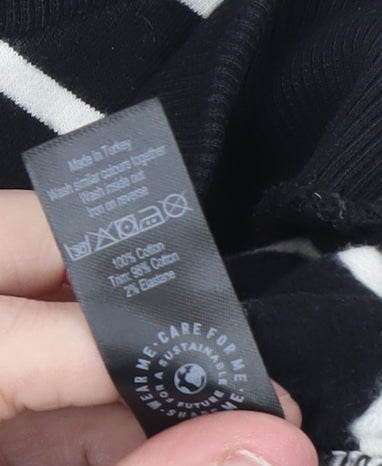 Made in Turkey
Wash similar colours together
Wash inside out
Iron on reverse
100% Cotton
Trim: 98% Cotton
2% Elastane
WEAR ME · CARE FOR ME ·
FOR A SUSTAINABLE FUTURE